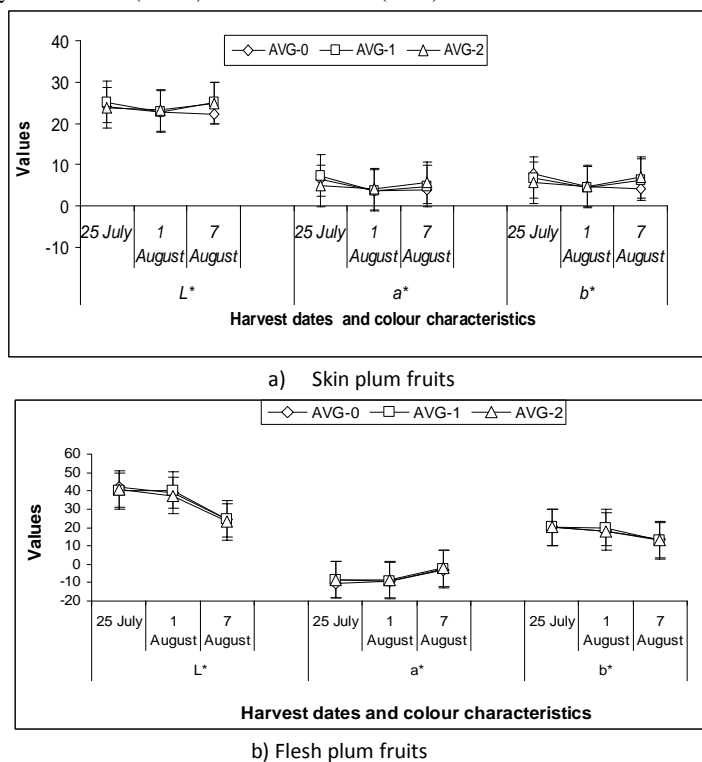 AVG-0 AVG-1 AVG-2
40
30
20
10
0
-10
Values
25 July 1 August 7 August 25 July 1 August 7 August 25 July 1 August 7 August
L* a* b*
Harvest dates and colour characteristics
a) Skin plum fruits
AVG-0 AVG-1 AVG-2
60
50
40
30
20
10
0
-10
-20
Values
25 July 1 August 7 August 25 July 1 August 7 August 25 July 1 August 7 August
L* a* b*
Harvest dates and colour characteristics
b) Flesh plum fruits